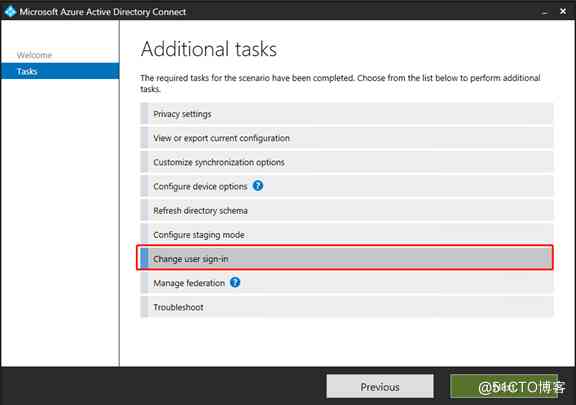 Microsoft Azure Active Directory Connect
Welcome
Tasks
Additional tasks
The required tasks for the scenario have been completed. Choose from the list below to perform additional
tasks.
Privacy settings
View or export current configuration
Customize synchronization options
Configure device options ?
Refresh directory schema
Configure staging mode
Change user sign-in
Manage federation ?
Troubleshoot
Previous
Next
@51CTO博客